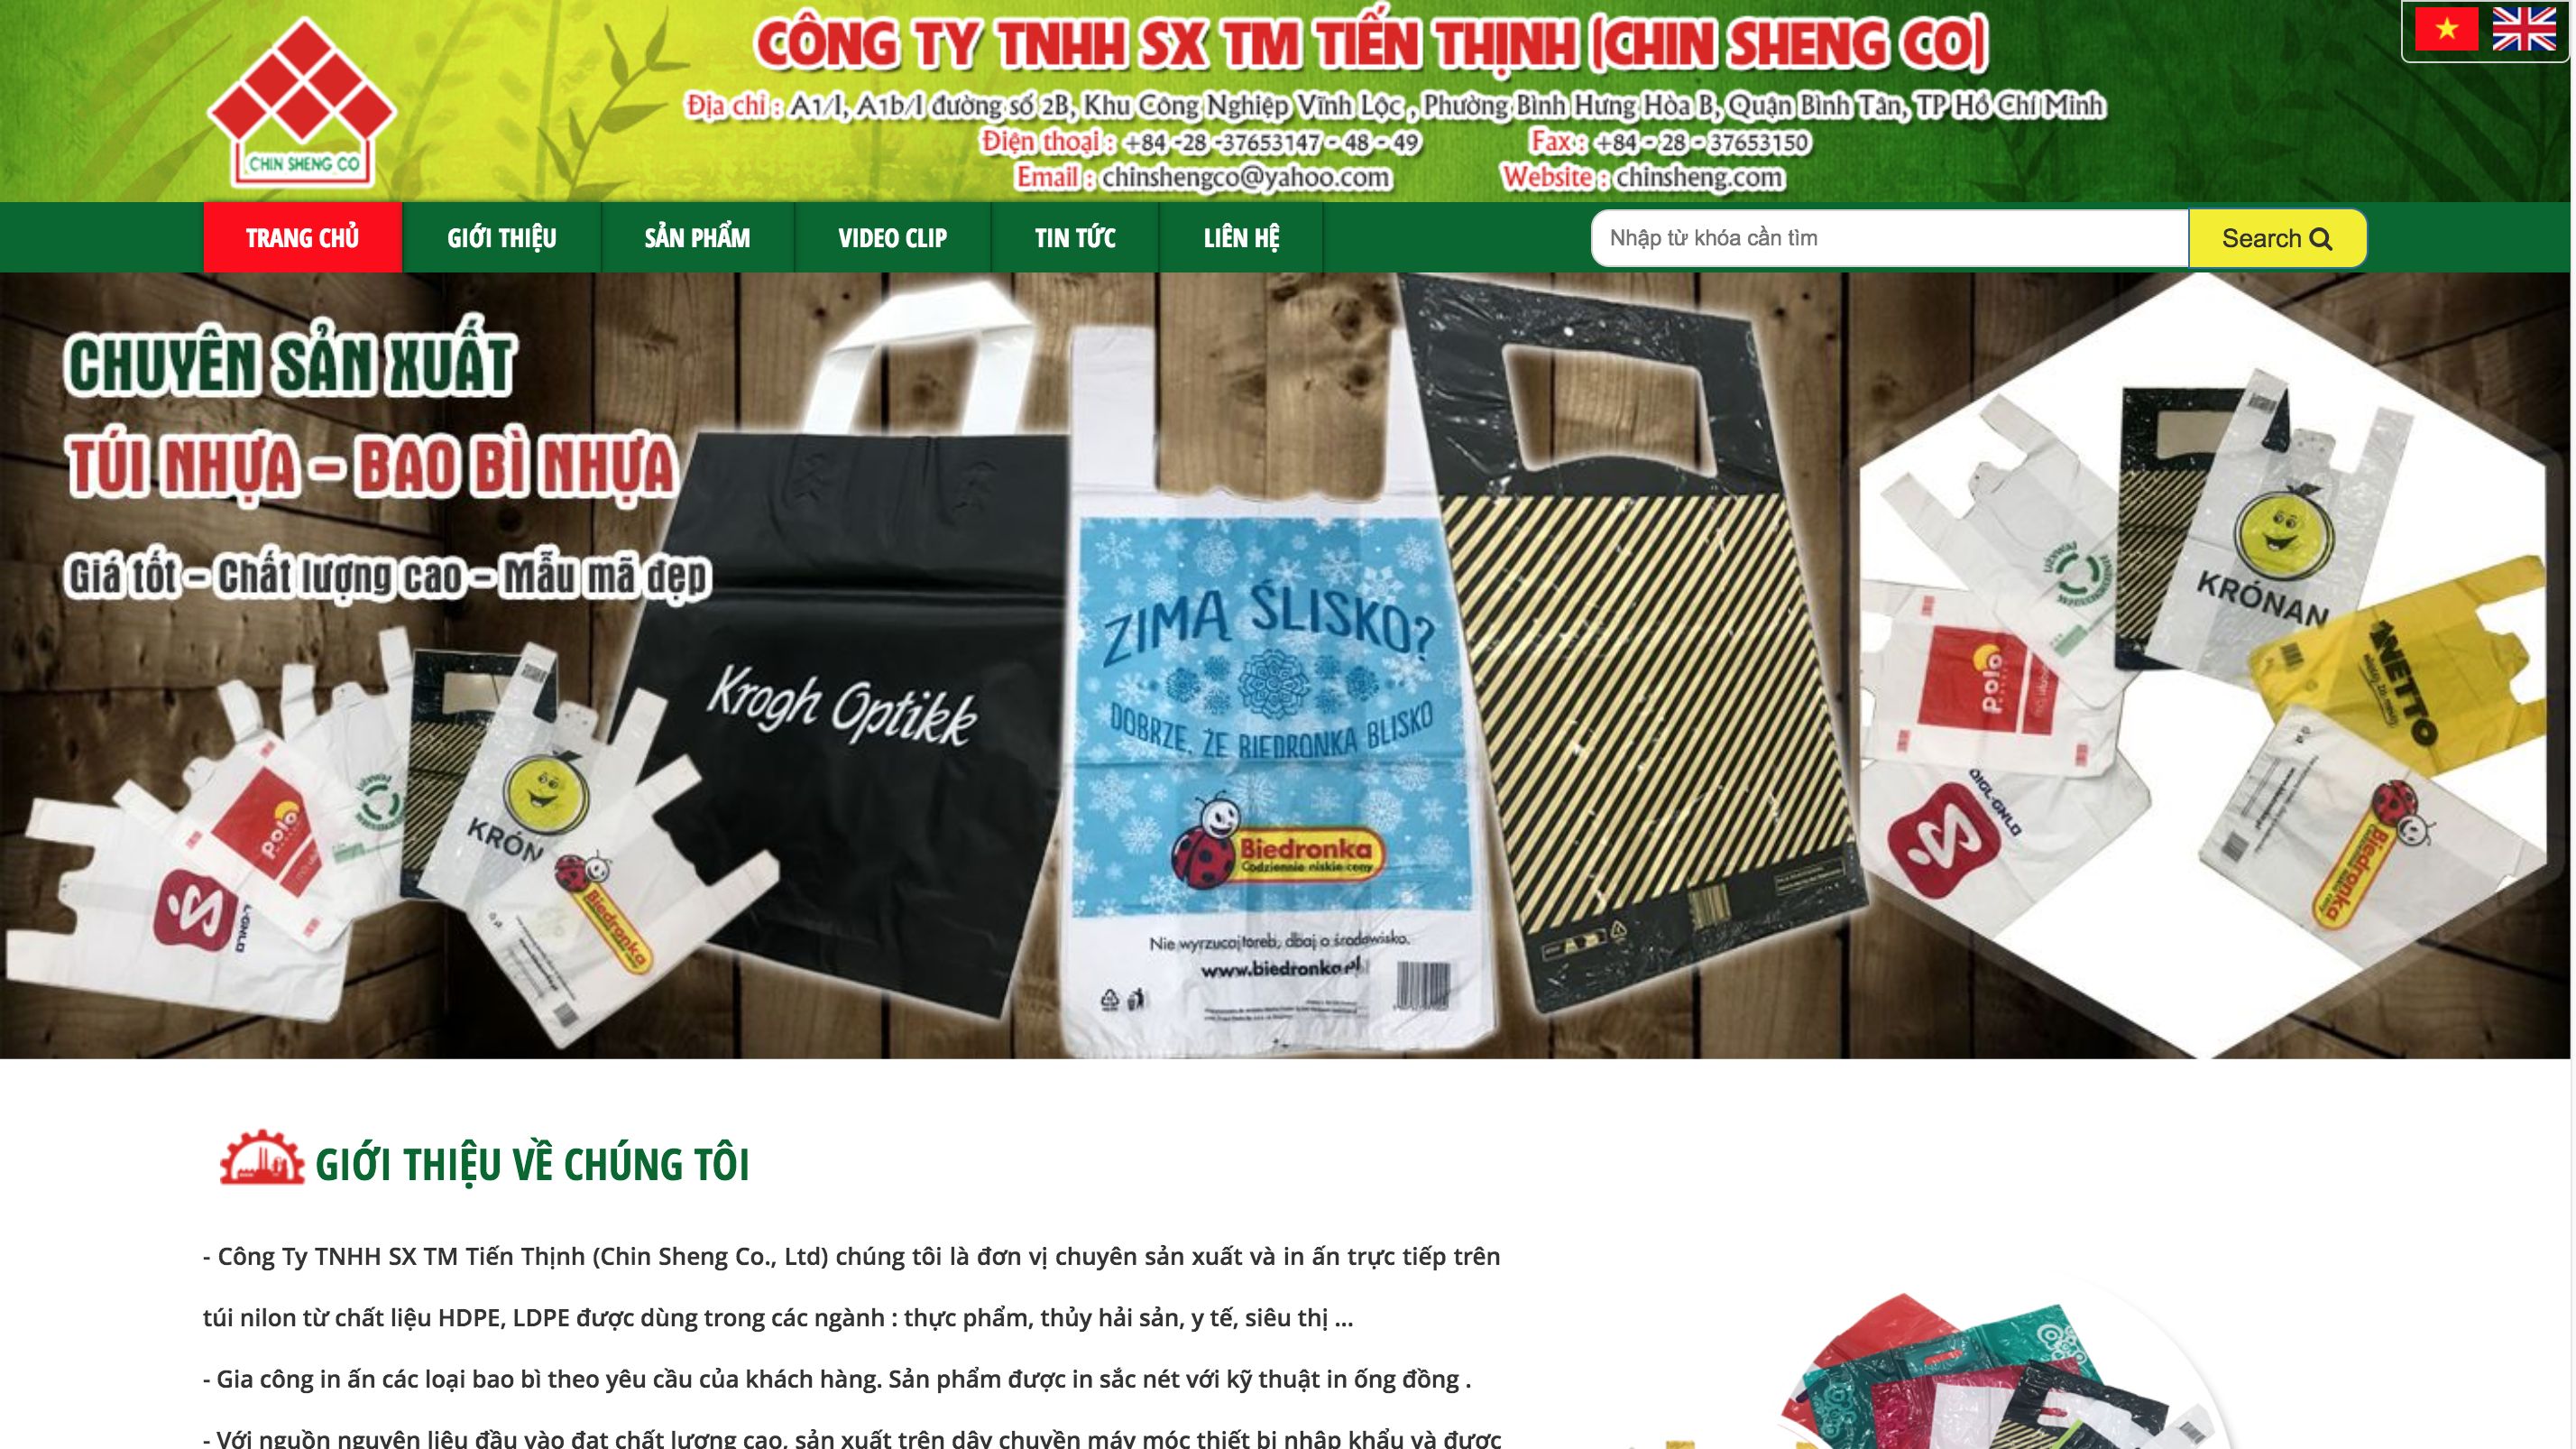 CÔNG TY TNHH SX TM TIẾN THỊNH (CHIN SHENG CO)
Địa chỉ : A1/I, A1b/I đường số 2B, Khu Công Nghiệp Vĩnh Lộc , Phường Bình Hưng Hòa B, Quận Bình Tân, TP Hồ Chí Minh
Điện thoại : +84 -28 -37653147 - 48 - 49 Fax : +84 - 28 - 37653150
Email : chinshengco@yahoo.com Website : chinsheng.com
CHIN SHENG CO
TRANG CHỦ GIỚI THIỆU SẢN PHẨM VIDEO CLIP TIN TỨC LIÊN HỆ Nhập từ khóa cần tìm Search
CHUYÊN SẢN XUẤT
TÚI NHỰA - BAO BÌ NHỰA
Giá tốt - Chất lượng cao - Mẫu mã đẹp
Krogh Optikk
ZIMĄ ŚLISKO?
DOBRZE, ŻE BIEDRONKA BLISKO
Biedronka
Codziennie niskie ceny
Nie wyrzucaj toreb, dbaj o środowisko.
www.biedronka.pl
polo
KRÓN
Biedronka
KRÓNAN
polo
NETTO
Biedronka
GIỚI THIỆU VỀ CHÚNG TÔI
- Công Ty TNHH SX TM Tiến Thịnh (Chin Sheng Co., Ltd) chúng tôi là đơn vị chuyên sản xuất và in ấn trực tiếp trên
túi nilon từ chất liệu HDPE, LDPE được dùng trong các ngành : thực phẩm, thủy hải sản, y tế, siêu thị ...
- Gia công in ấn các loại bao bì theo yêu cầu của khách hàng. Sản phẩm được in sắc nét với kỹ thuật in ống đồng .
- Với nguồn nguyên liệu đầu vào đạt chất lượng cao, sản xuất trên dây chuyền máy móc thiết bị nhập khẩu và được